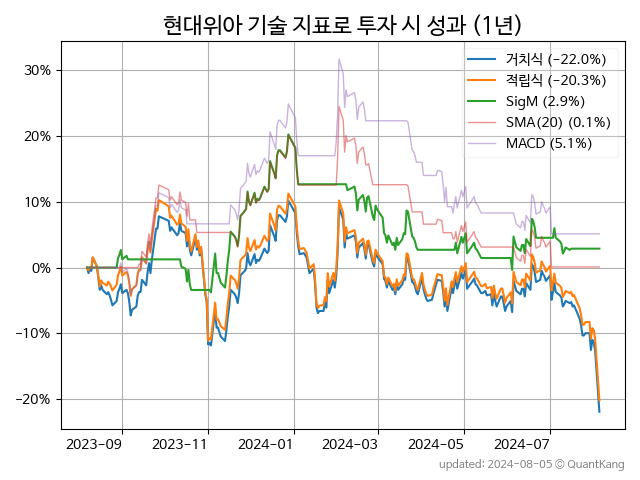 현대위아 기술 지표로 투자 시 성과 (1년)
거치식 (−22.0%)
적립식 (−20.3%)
SigM (2.9%)
SMA(20) (0.1%)
MACD (5.1%)
30%
20%
10%
0%
−10%
−20%
2023-09 2023-11 2024-01 2024-03 2024-05 2024-07
updated: 2024-08-05 © QuantKang